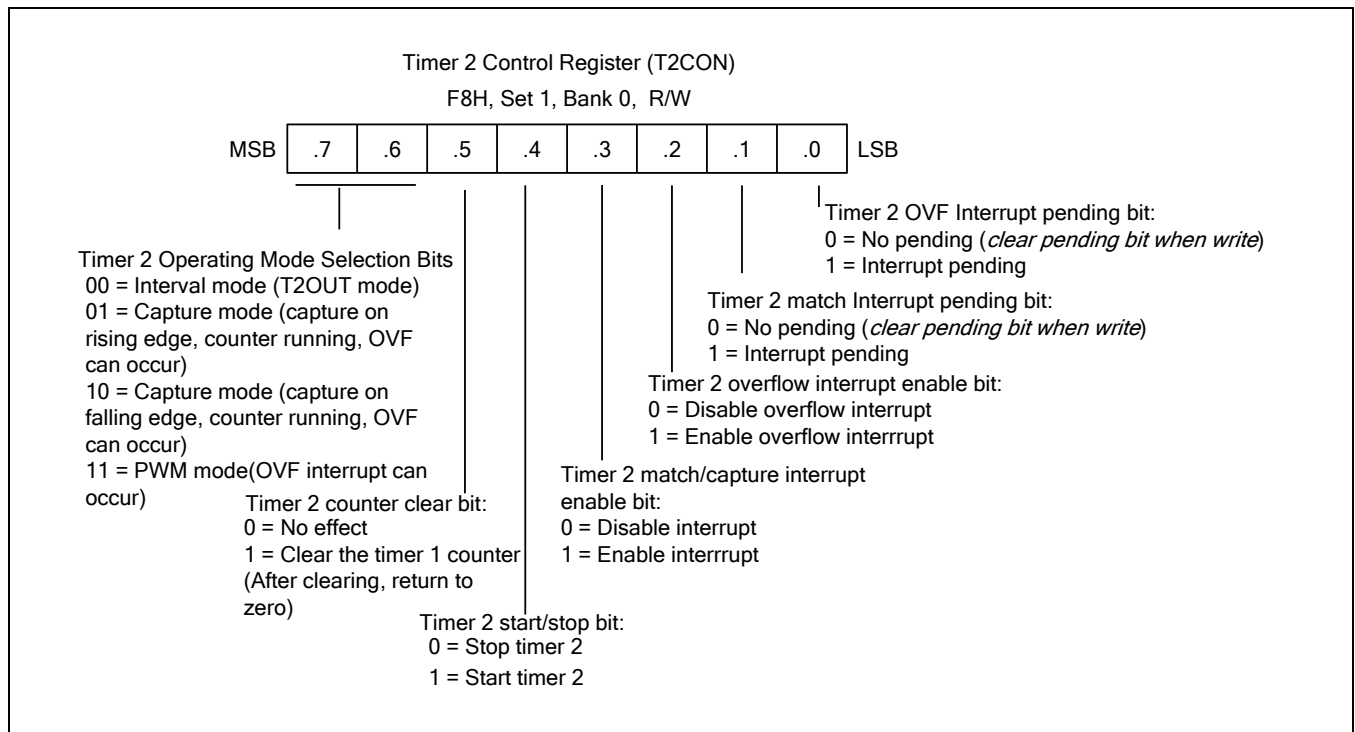 Timer 2 Control Register (T2CON)
F8H, Set 1, Bank 0, R/W
MSB .7 .6 .5 .4 .3 .2 .1 .0 LSB
Timer 2 OVF Interrupt pending bit:
0 = No pending (clear pending bit when write)
1 = Interrupt pending
Timer 2 match Interrupt pending bit:
0 = No pending (clear pending bit when write)
1 = Interrupt pending
Timer 2 overflow interrupt enable bit:
0 = Disable overflow interrupt
1 = Enable overflow interrrupt
Timer 2 match/capture interrupt
enable bit:
0 = Disable interrupt
1 = Enable interrrupt
Timer 2 start/stop bit:
0 = Stop timer 2
1 = Start timer 2
Timer 2 counter clear bit:
0 = No effect
1 = Clear the timer 1 counter
(After clearing, return to
zero)
Timer 2 Operating Mode Selection Bits
00 = Interval mode (T2OUT mode)
01 = Capture mode (capture on
rising edge, counter running, OVF
can occur)
10 = Capture mode (capture on
falling edge, counter running, OVF
can occur)
11 = PWM mode(OVF interrupt can
occur)